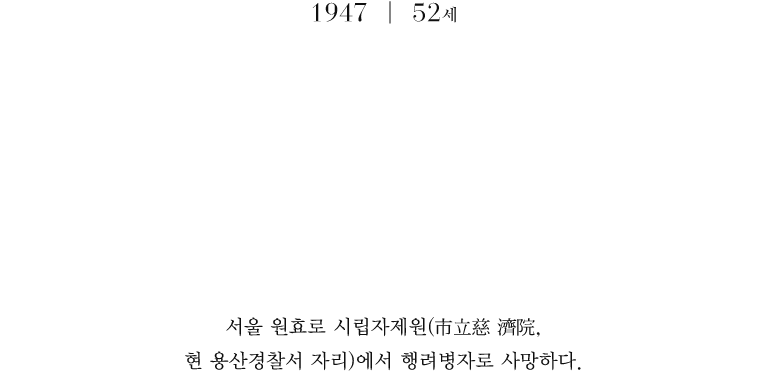 1947 | 52세
서울 원효로 시립자제원(市立慈 濟院,
현 용산경찰서 자리)에서 행려병자로 사망하다.